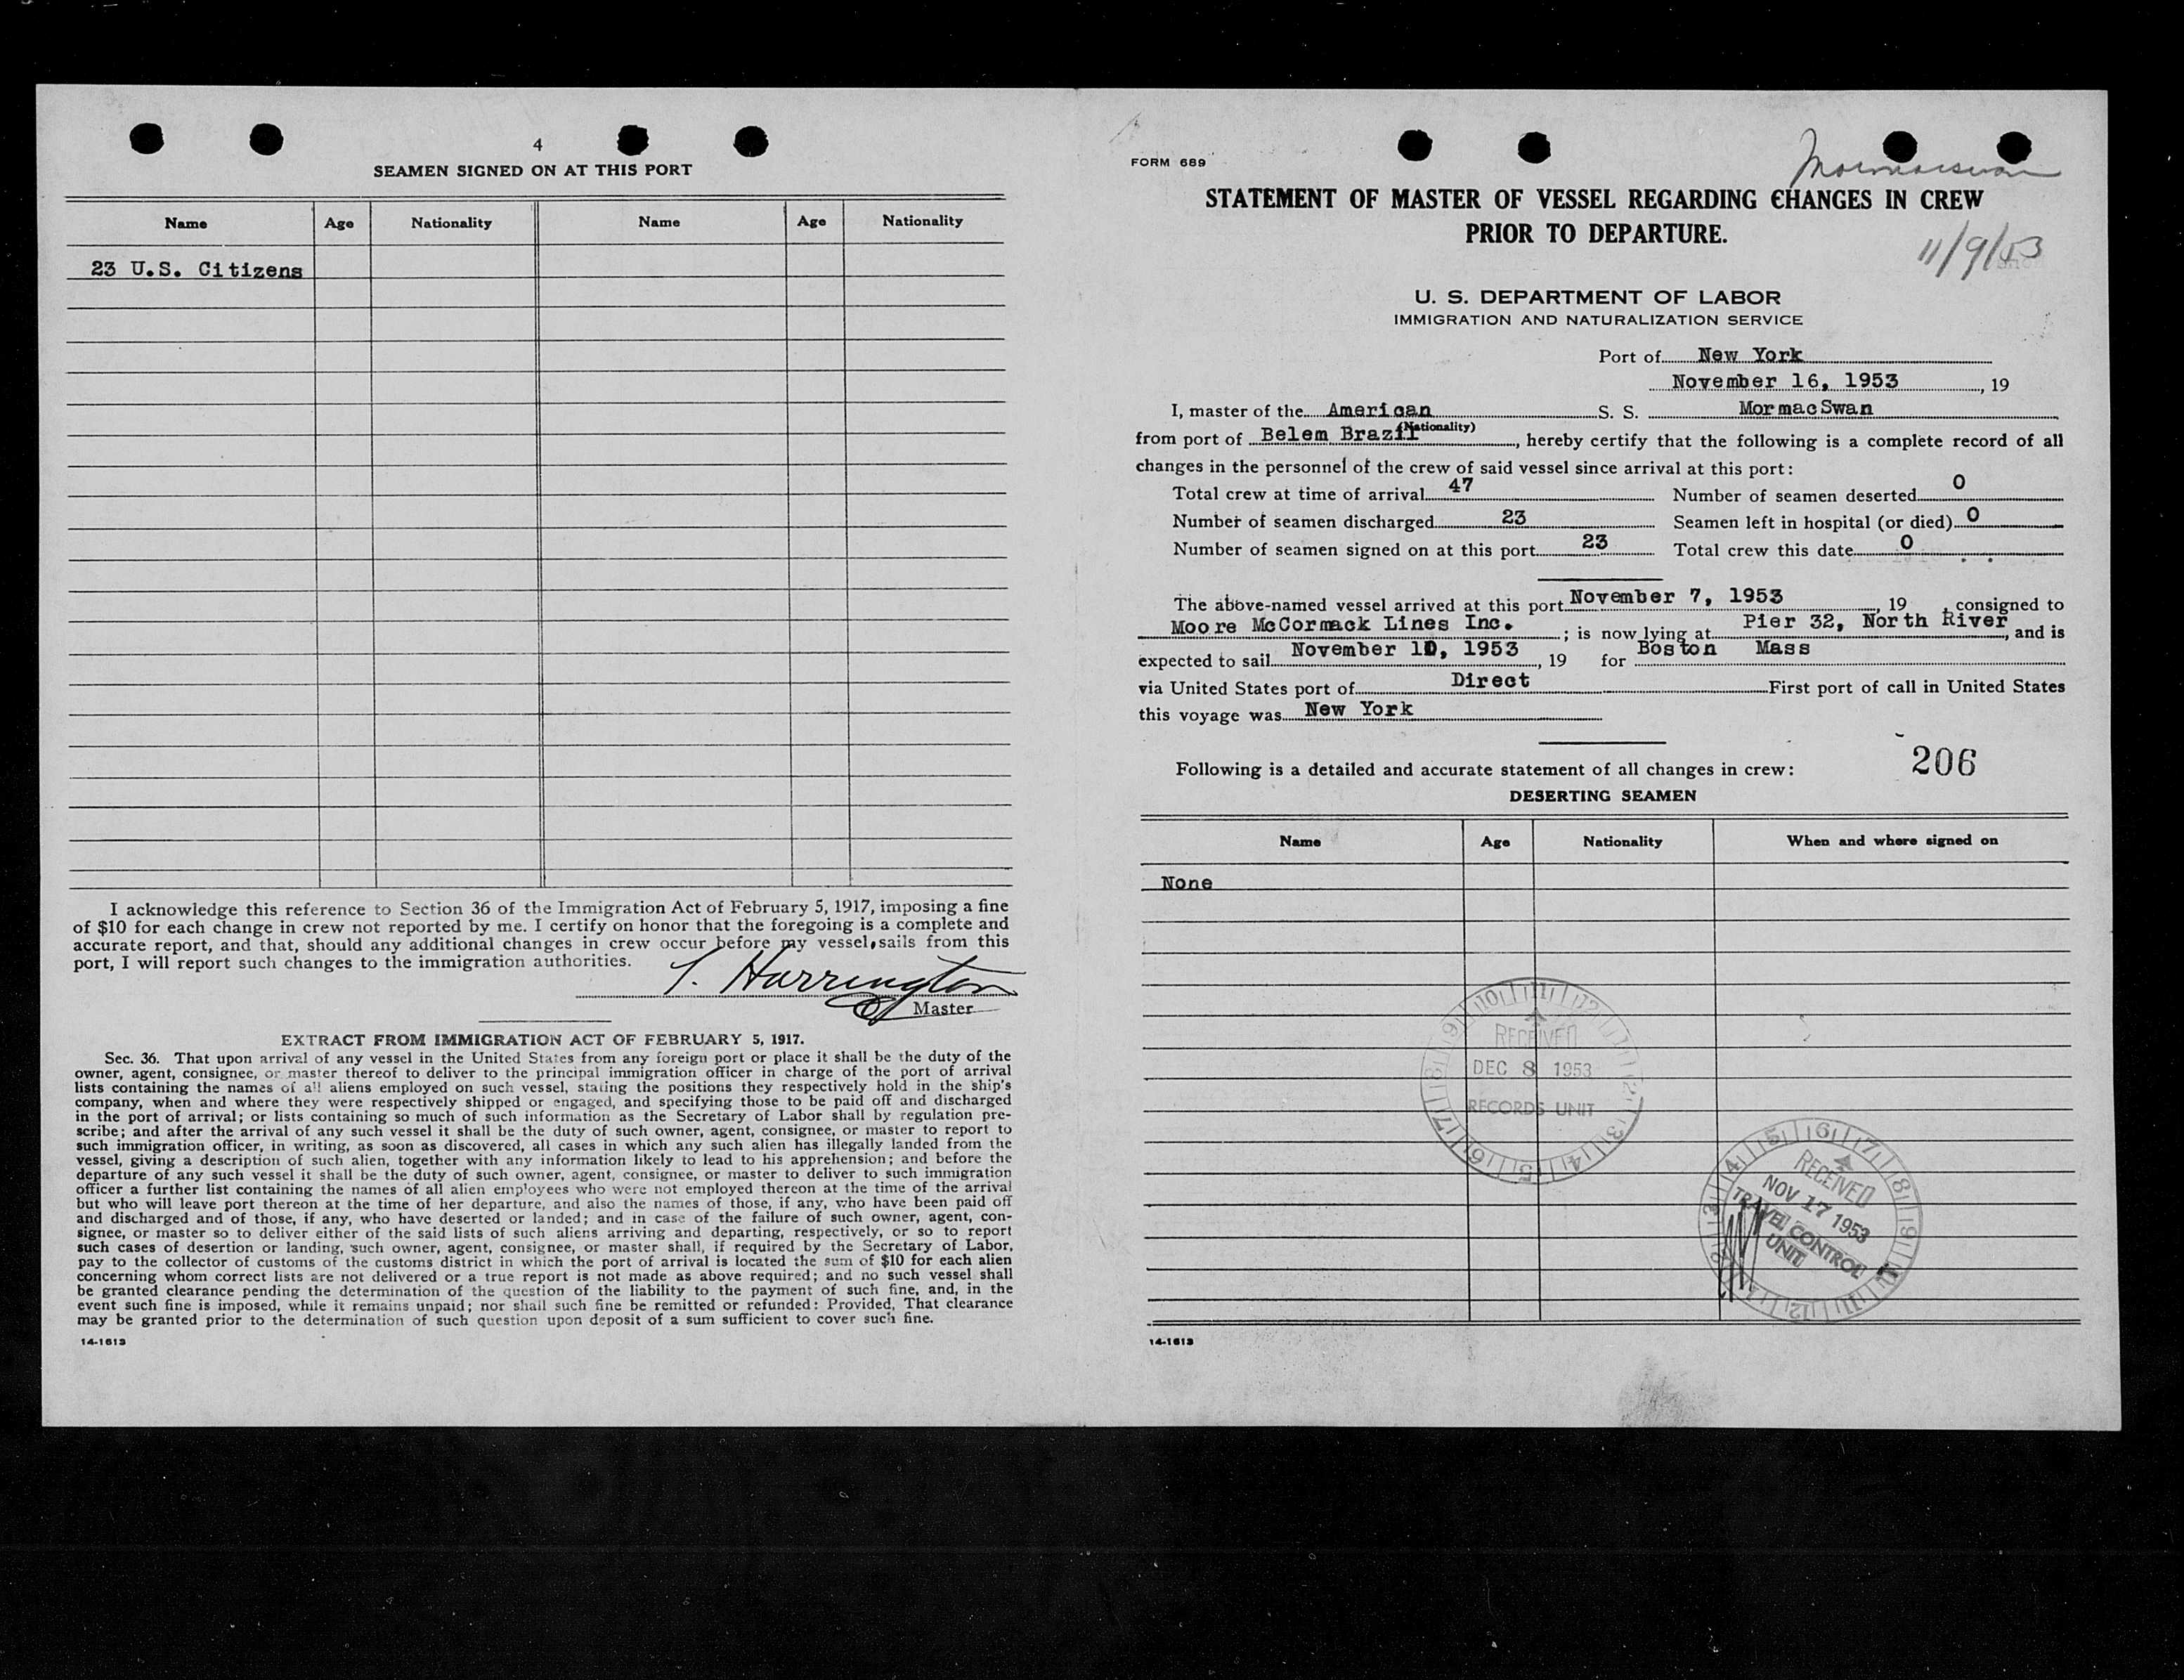 4
SEAMEN SIGNED ON AT THIS PORT
Name Age Nationality Name Age Nationality
23 U.S. Citizens
I acknowledge this reference to Section 36 of the Immigration Act of February 5, 1917, imposing a fine
of $10 for each change in crew not reported by me. I certify on honor that the foregoing is a complete and
accurate report, and that, should any additional changes in crew occur before my vessel sails from this
port, I will report such changes to the immigration authorities.
T. Harrington
Master
EXTRACT FROM IMMIGRATION ACT OF FEBRUARY 5, 1917.
Sec. 36. That upon arrival of any vessel in the United States from any foreign port or place it shall be the duty of the
owner, agent, consignee, or master thereof to deliver to the principal immigration officer in charge of the port of arrival
lists containing the names of all aliens employed on such vessel, stating the positions they respectively hold in the ship's
company, when and where they were respectively shipped or engaged, and specifying those to be paid off and discharged
in the port of arrival; or lists containing so much of such information as the Secretary of Labor shall by regulation pre-
scribe; and after the arrival of any such vessel it shall be the duty of such owner, agent, consignee, or master to report to
such immigration officer, in writing, as soon as discovered, all cases in which any such alien has illegally landed from the
vessel, giving a description of such alien, together with any information likely to lead to his apprehension; and before the
departure of any such vessel it shall be the duty of such owner, agent, consignee, or master to deliver to such immigration
officer a further list containing the names of all alien employees who were not employed thereon at the time of the arrival
but who will leave port thereon at the time of her departure, and also the names of those, if any, who have been paid off
and discharged and of those, if any, who have deserted or landed; and in case of the failure of such owner, agent, con-
signee, or master so to deliver either of the said lists of such aliens arriving and departing, respectively, or so to report
such cases of desertion or landing, such owner, agent, consignee, or master shall, if required by the Secretary of Labor,
pay to the collector of customs of the customs district in which the port of arrival is located the sum of $10 for each alien
concerning whom correct lists are not delivered or a true report is not made as above required; and no such vessel shall
be granted clearance pending the determination of the question of the liability to the payment of such fine, and, in the
event such fine is imposed, while it remains unpaid; nor shall such fine be remitted or refunded: Provided, That clearance
may be granted prior to the determination of such question upon deposit of a sum sufficient to cover such fine.
14-1613
FORM 689
Mormacswan
STATEMENT OF MASTER OF VESSEL REGARDING CHANGES IN CREW
PRIOR TO DEPARTURE.
11/9/53
U. S. DEPARTMENT OF LABOR
IMMIGRATION AND NATURALIZATION SERVICE
Port of New York
November 16, 1953, 19
I, master of the American S. S. MormacSwan
(Nationality)
from port of Belem Brazil, hereby certify that the following is a complete record of all
changes in the personnel of the crew of said vessel since arrival at this port:
Total crew at time of arrival 47 Number of seamen deserted 0
Number of seamen discharged 23 Seamen left in hospital (or died) 0
Number of seamen signed on at this port 23 Total crew this date 0
The above-named vessel arrived at this port November 7, 1953, 19 , consigned to
Moore McCormack Lines Inc. ; is now lying at Pier 32, North River, and is
expected to sail November 10, 1953, 19 for Boston Mass
via United States port of Direct First port of call in United States
this voyage was New York
206
Following is a detailed and accurate statement of all changes in crew:
DESERTING SEAMEN
Name Age Nationality When and where signed on
None
RECEIVED
DEC 8 1953
RECORDS UNIT
RECEIVED
NOV 17 1953
TRAVEL CONTROL
UNIT
14-1613